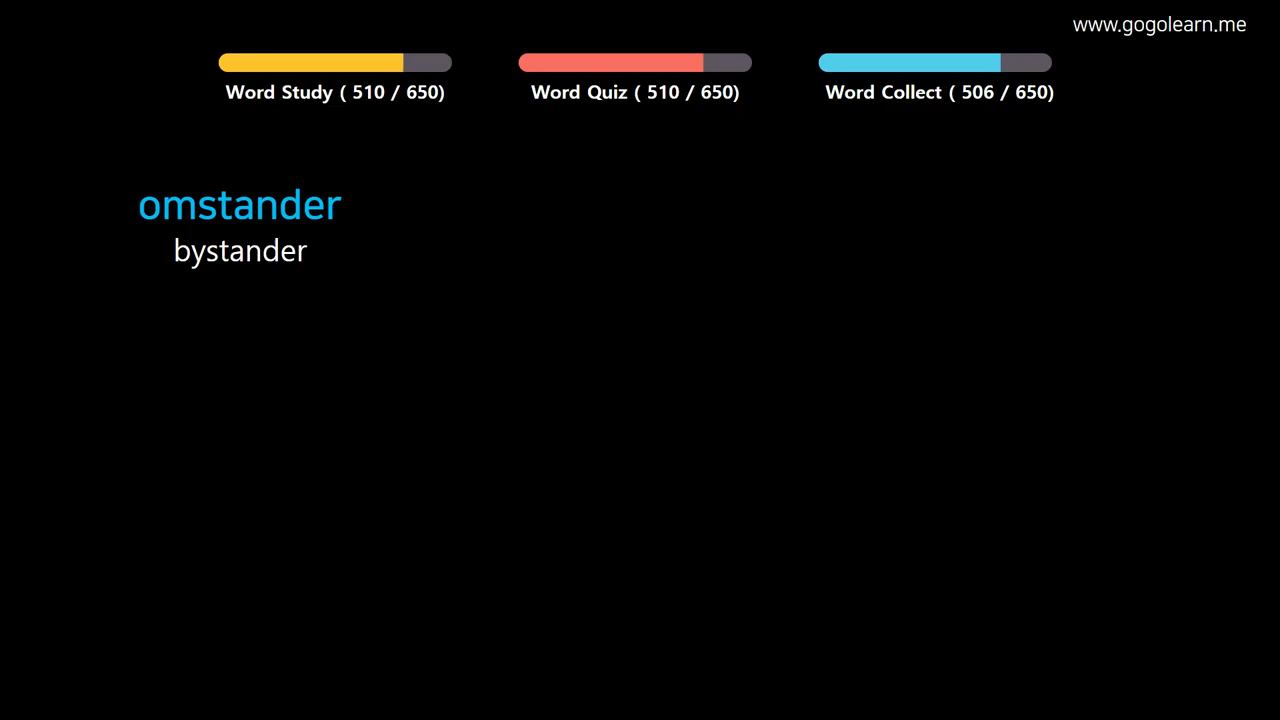 www.gogolearn.me
Word Study ( 510 / 650)
Word Quiz ( 510 / 650)
Word Collect ( 506 / 650)
omstander
bystander